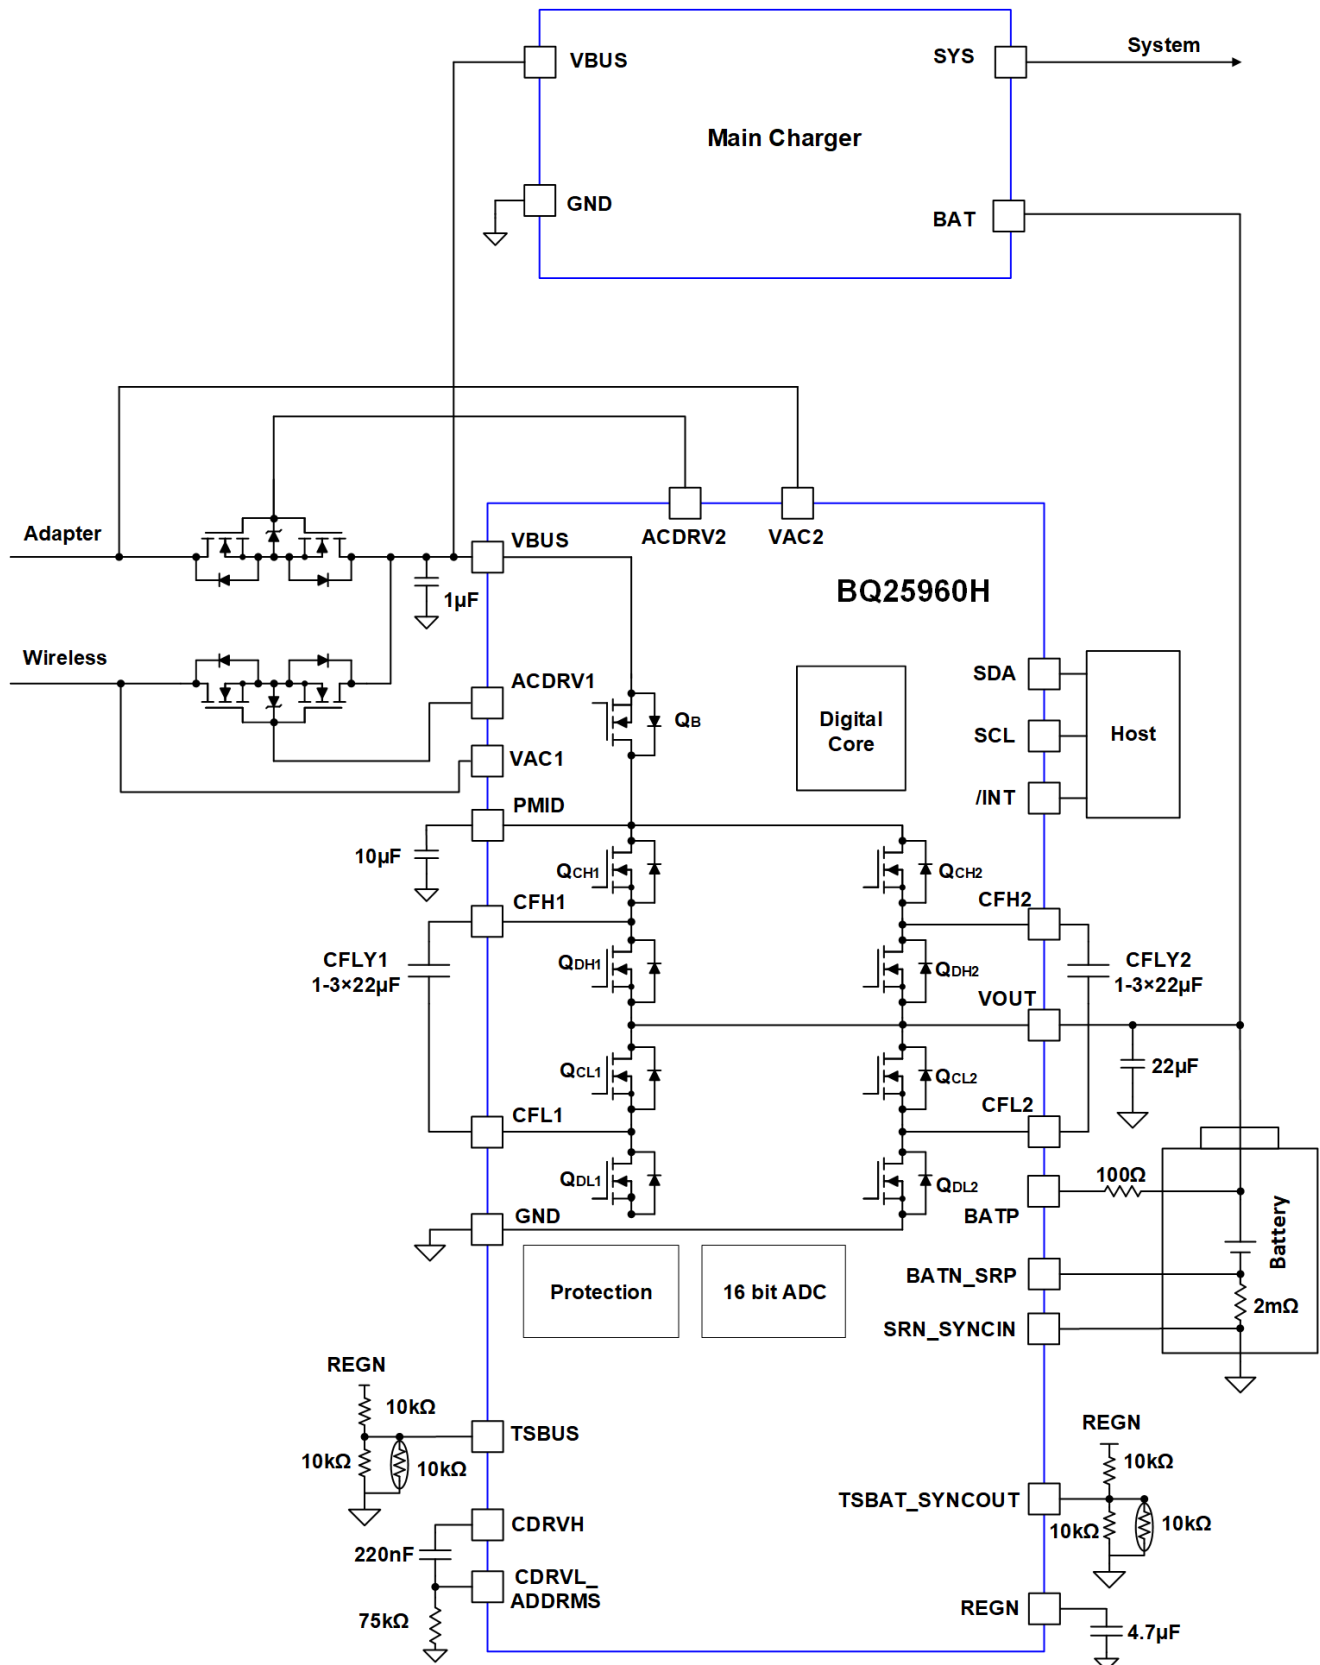 VBUS
SYS
System
Main Charger
GND
BAT
Adapter
VBUS
ACDRV2
VAC2
1µF
BQ25960H
Wireless
ACDRV1
SDA
QB
Digital
Core
SCL
Host
VAC1
/INT
PMID
10µF
QCH1
QCH2
CFH1
CFH2
CFLY1
1-3×22µF
QDH1
QDH2
CFLY2
1-3×22µF
VOUT
QCL1
QCL2
22µF
CFL1
CFL2
QDL1
QDL2
100Ω
BATP
GND
Battery
BATN_SRP
Protection
16 bit ADC
2mΩ
SRN_SYNCIN
REGN
10kΩ
TSBUS
10kΩ
10kΩ
REGN
10kΩ
TSBAT_SYNCOUT
10kΩ
10kΩ
CDRVH
220nF
CDRVL_
ADDRMS
75kΩ
REGN
4.7µF